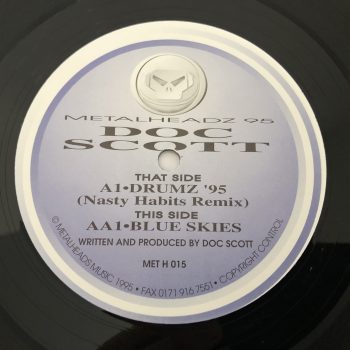 METALHEADZ 95
DOC
SCOTT
THAT SIDE
A1•DRUMZ '95
(Nasty Habits Remix)
THIS SIDE
AA1•BLUE SKIES
WRITTEN AND PRODUCED BY DOC SCOTT
MET H 015
© METALHEADS MUSIC 1995 • FAX 0171 916 7551 • COPYRIGHT CONTROL